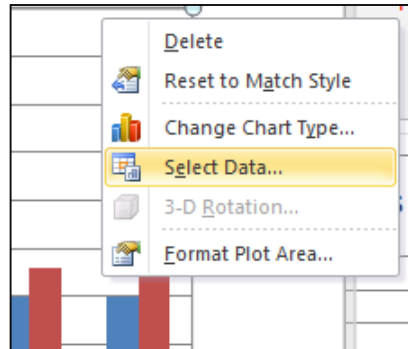 Delete
Reset to Match Style
Change Chart Type...
Select Data...
3-D Rotation...
Format Plot Area...